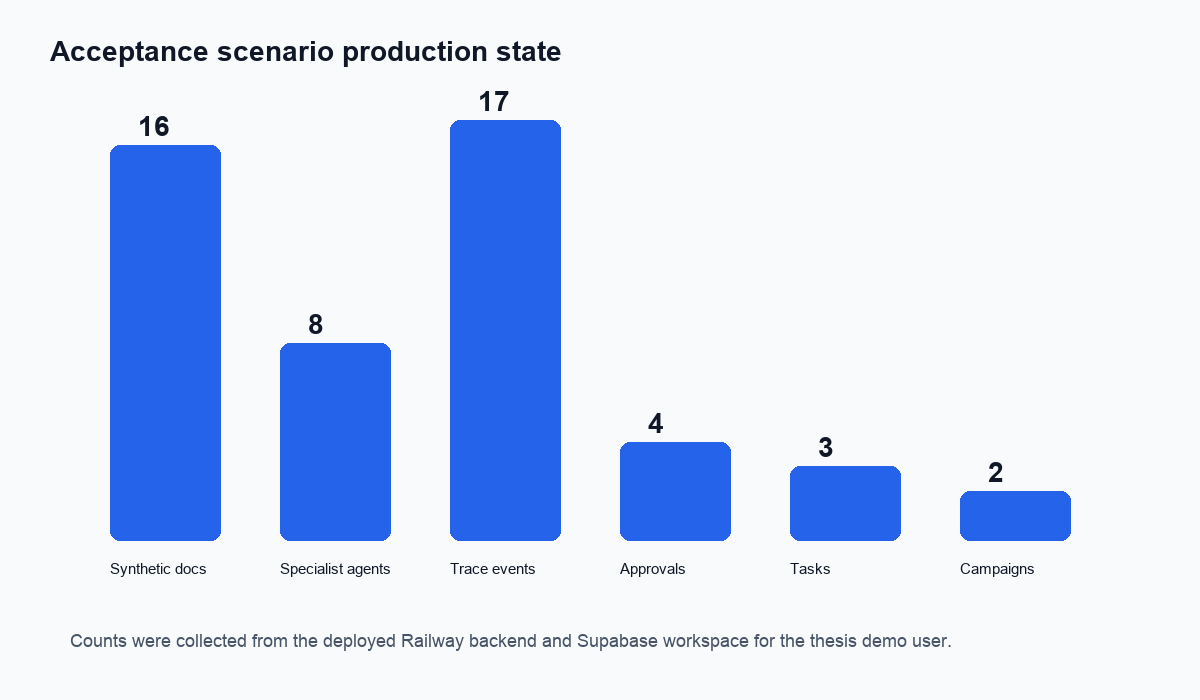 Acceptance scenario production state
17
16
8
4
3
2
Synthetic docs
Specialist agents
Trace events
Approvals
Tasks
Campaigns
Counts were collected from the deployed Railway backend and Supabase workspace for the thesis demo user.